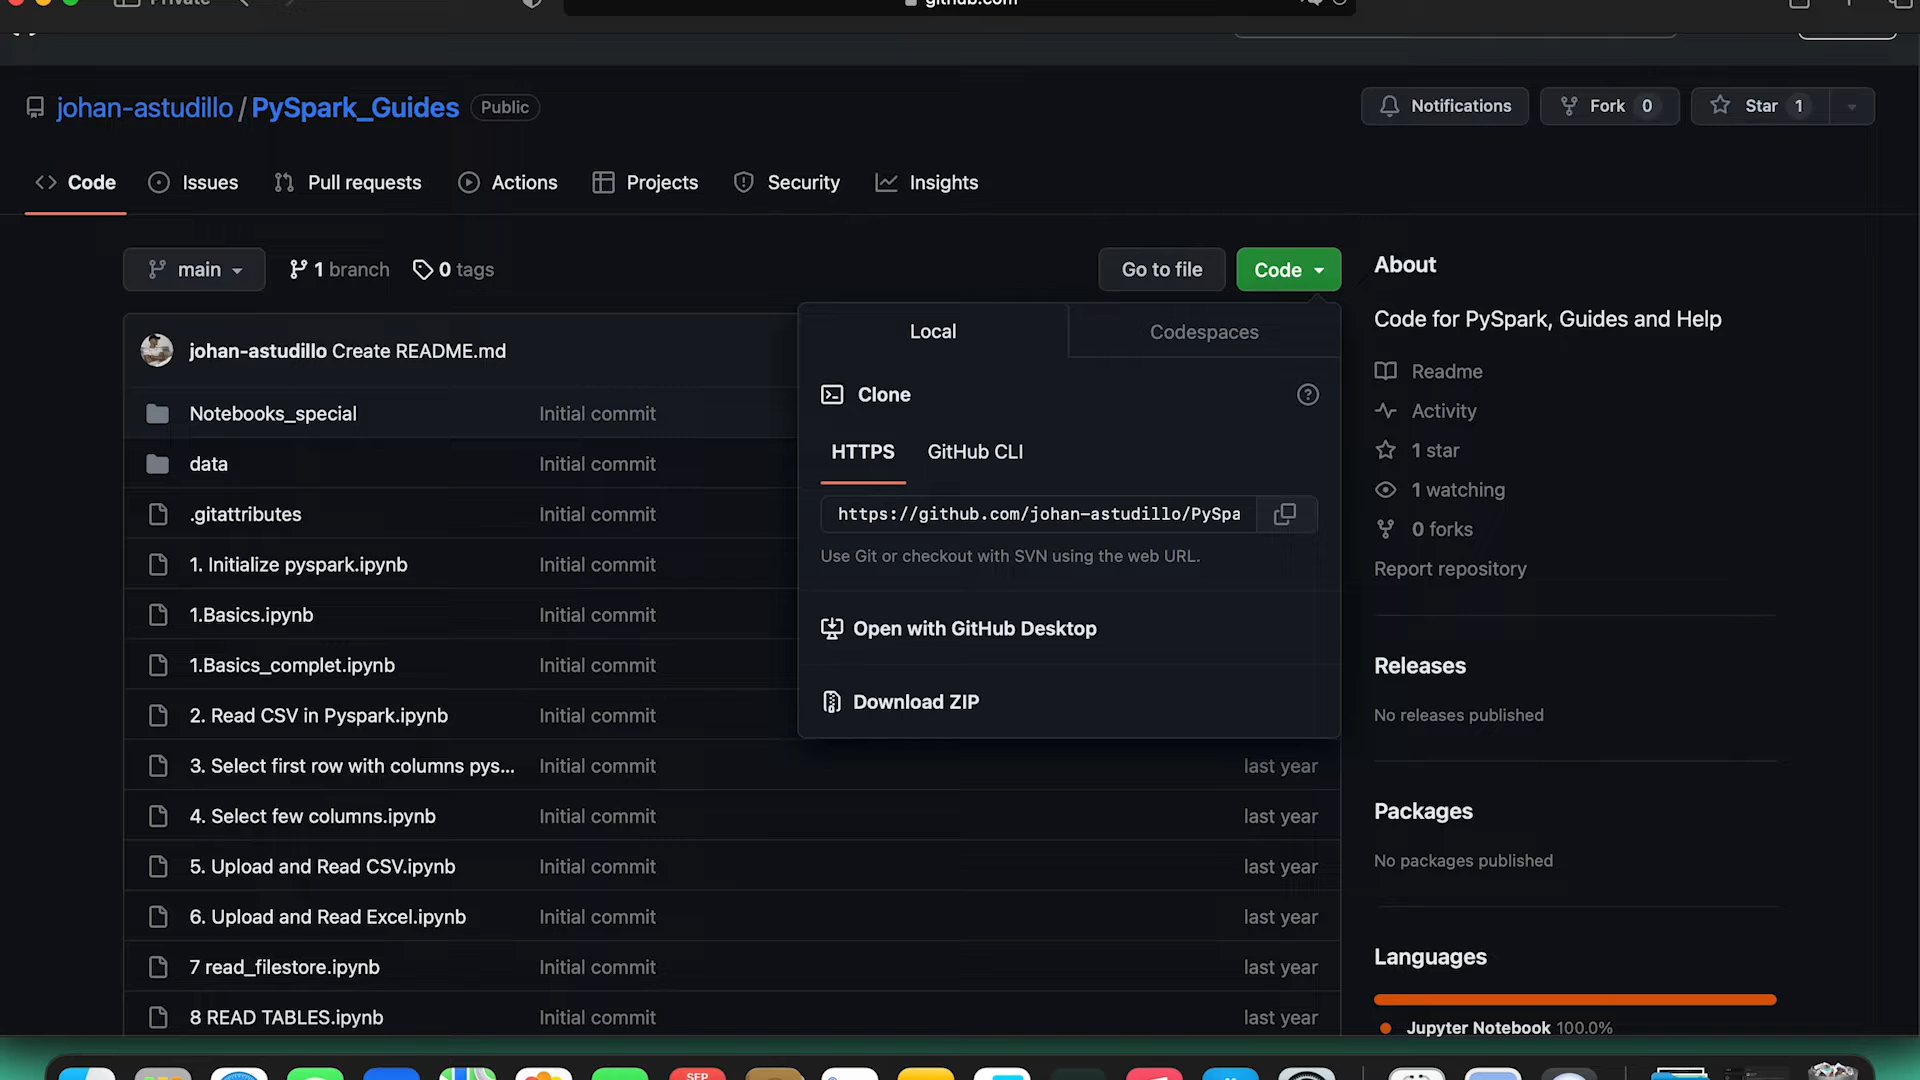 Private
github.com
johan-astudillo / PySpark_Guides Public
Notifications
Fork 0
Star 1
Code
Issues
Pull requests
Actions
Projects
Security
Insights
main
1 branch
0 tags
Go to file
Code
johan-astudillo Create README.md
Notebooks_special Initial commit
data Initial commit
.gitattributes Initial commit
1. Initialize pyspark.ipynb Initial commit
1.Basics.ipynb Initial commit
1.Basics_complet.ipynb Initial commit
2. Read CSV in Pyspark.ipynb Initial commit
3. Select first row with columns pys... Initial commit last year
4. Select few columns.ipynb Initial commit last year
5. Upload and Read CSV.ipynb Initial commit last year
6. Upload and Read Excel.ipynb Initial commit last year
7 read_filestore.ipynb Initial commit last year
8 READ TABLES.ipynb Initial commit last year
Local
Codespaces
Clone
HTTPS
GitHub CLI
https://github.com/johan-astudillo/PySpa
Use Git or checkout with SVN using the web URL.
Open with GitHub Desktop
Download ZIP
About
Code for PySpark, Guides and Help
Readme
Activity
1 star
1 watching
0 forks
Report repository
Releases
No releases published
Packages
No packages published
Languages
Jupyter Notebook 100.0%
SEP